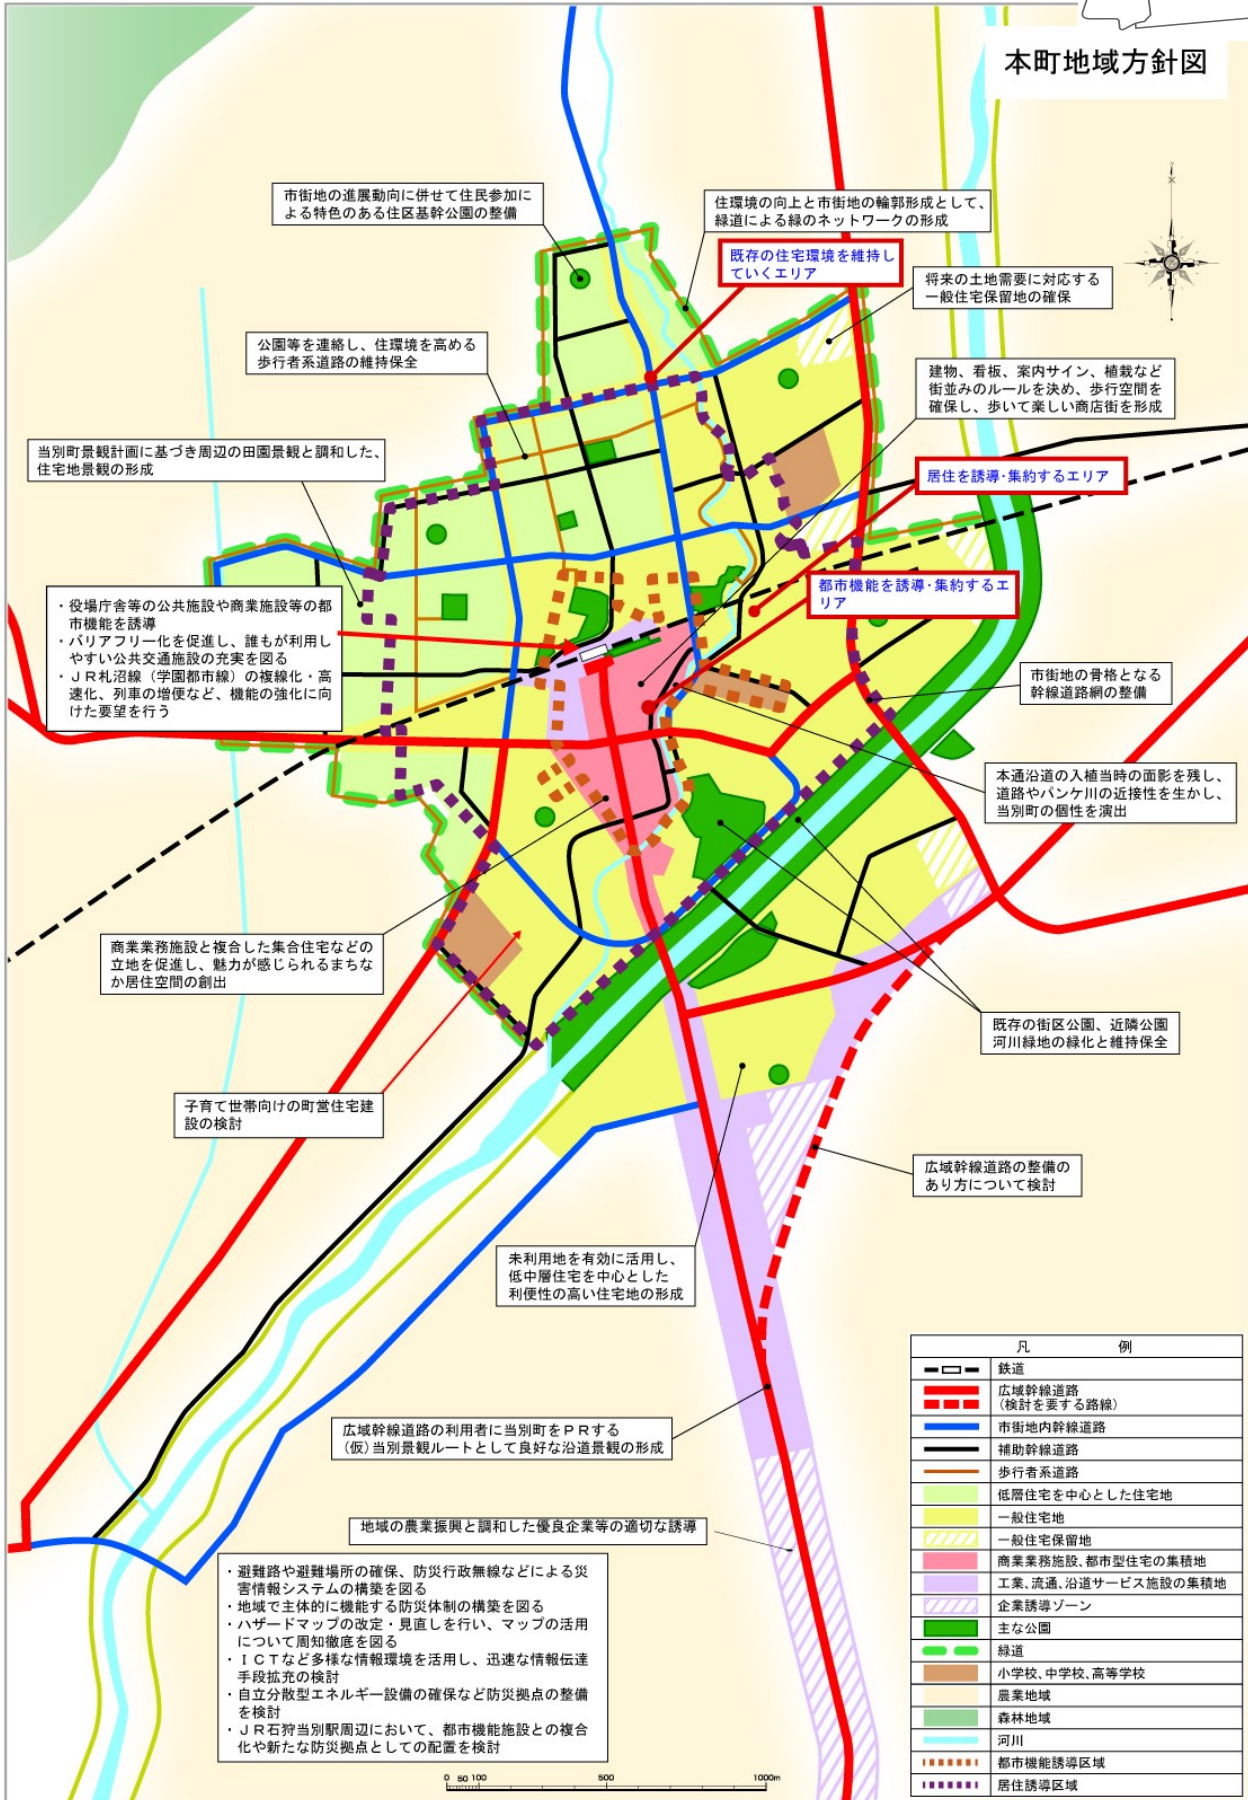 本町地域方針図
市街地の進展動向に併せて住民参加に
よる特色のある住区基幹公園の整備
住環境の向上と市街地の輪郭形成として、
緑道による緑のネットワークの形成
既存の住宅環境を維持し
ていくエリア
将来の土地需要に対応する
一般住宅保留地の確保
公園等を連絡し、住環境を高める
歩行者系道路の維持保全
建物、看板、案内サイン、植栽など
街並みのルールを決め、歩行空間を
確保し、歩いて楽しい商店街を形成
当別町景観計画に基づき周辺の田園景観と調和した、
住宅地景観の形成
居住を誘導・集約するエリア
都市機能を誘導・集約するエ
リア
・役場庁舎等の公共施設や商業施設等の都
市機能を誘導
・バリアフリー化を促進し、誰もが利用し
やすい公共交通施設の充実を図る
・ＪＲ札沼線（学園都市線）の複線化・高
速化、列車の増便など、機能の強化に向
けた要望を行う
市街地の骨格となる
幹線道路網の整備
本通沿道の入植当時の面影を残し、
道路やパンケ川の近接性を生かし、
当別町の個性を演出
商業業務施設と複合した集合住宅などの
立地を促進し、魅力が感じられるまちな
か居住空間の創出
既存の街区公園、近隣公園
河川緑地の緑化と維持保全
子育て世帯向けの町営住宅建
設の検討
広域幹線道路の整備の
あり方について検討
未利用地を有効に活用し、
低中層住宅を中心とした
利便性の高い住宅地の形成
広域幹線道路の利用者に当別町をＰＲする
(仮)当別景観ルートとして良好な沿道景観の形成
地域の農業振興と調和した優良企業等の適切な誘導
・避難路や避難場所の確保、防災行政無線などによる災
害情報システムの構築を図る
・地域で主体的に機能する防災体制の構築を図る
・ハザードマップの改定・見直しを行い、マップの活用
について周知徹底を図る
・ＩＣＴなど多様な情報環境を活用し、迅速な情報伝達
手段拡充の検討
・自立分散型エネルギー設備の確保など防災拠点の整備
を検討
・ＪＲ石狩当別駅周辺において、都市機能施設との複合
化や新たな防災拠点としての配置を検討
凡 例
鉄道
広域幹線道路
(検討を要する路線)
市街地内幹線道路
補助幹線道路
歩行者系道路
低層住宅を中心とした住宅地
一般住宅地
一般住宅保留地
商業業務施設、都市型住宅の集積地
工業、流通、沿道サービス施設の集積地
企業誘導ゾーン
主な公園
緑道
小学校、中学校、高等学校
農業地域
森林地域
河川
都市機能誘導区域
居住誘導区域
0 50 100 500 1000m